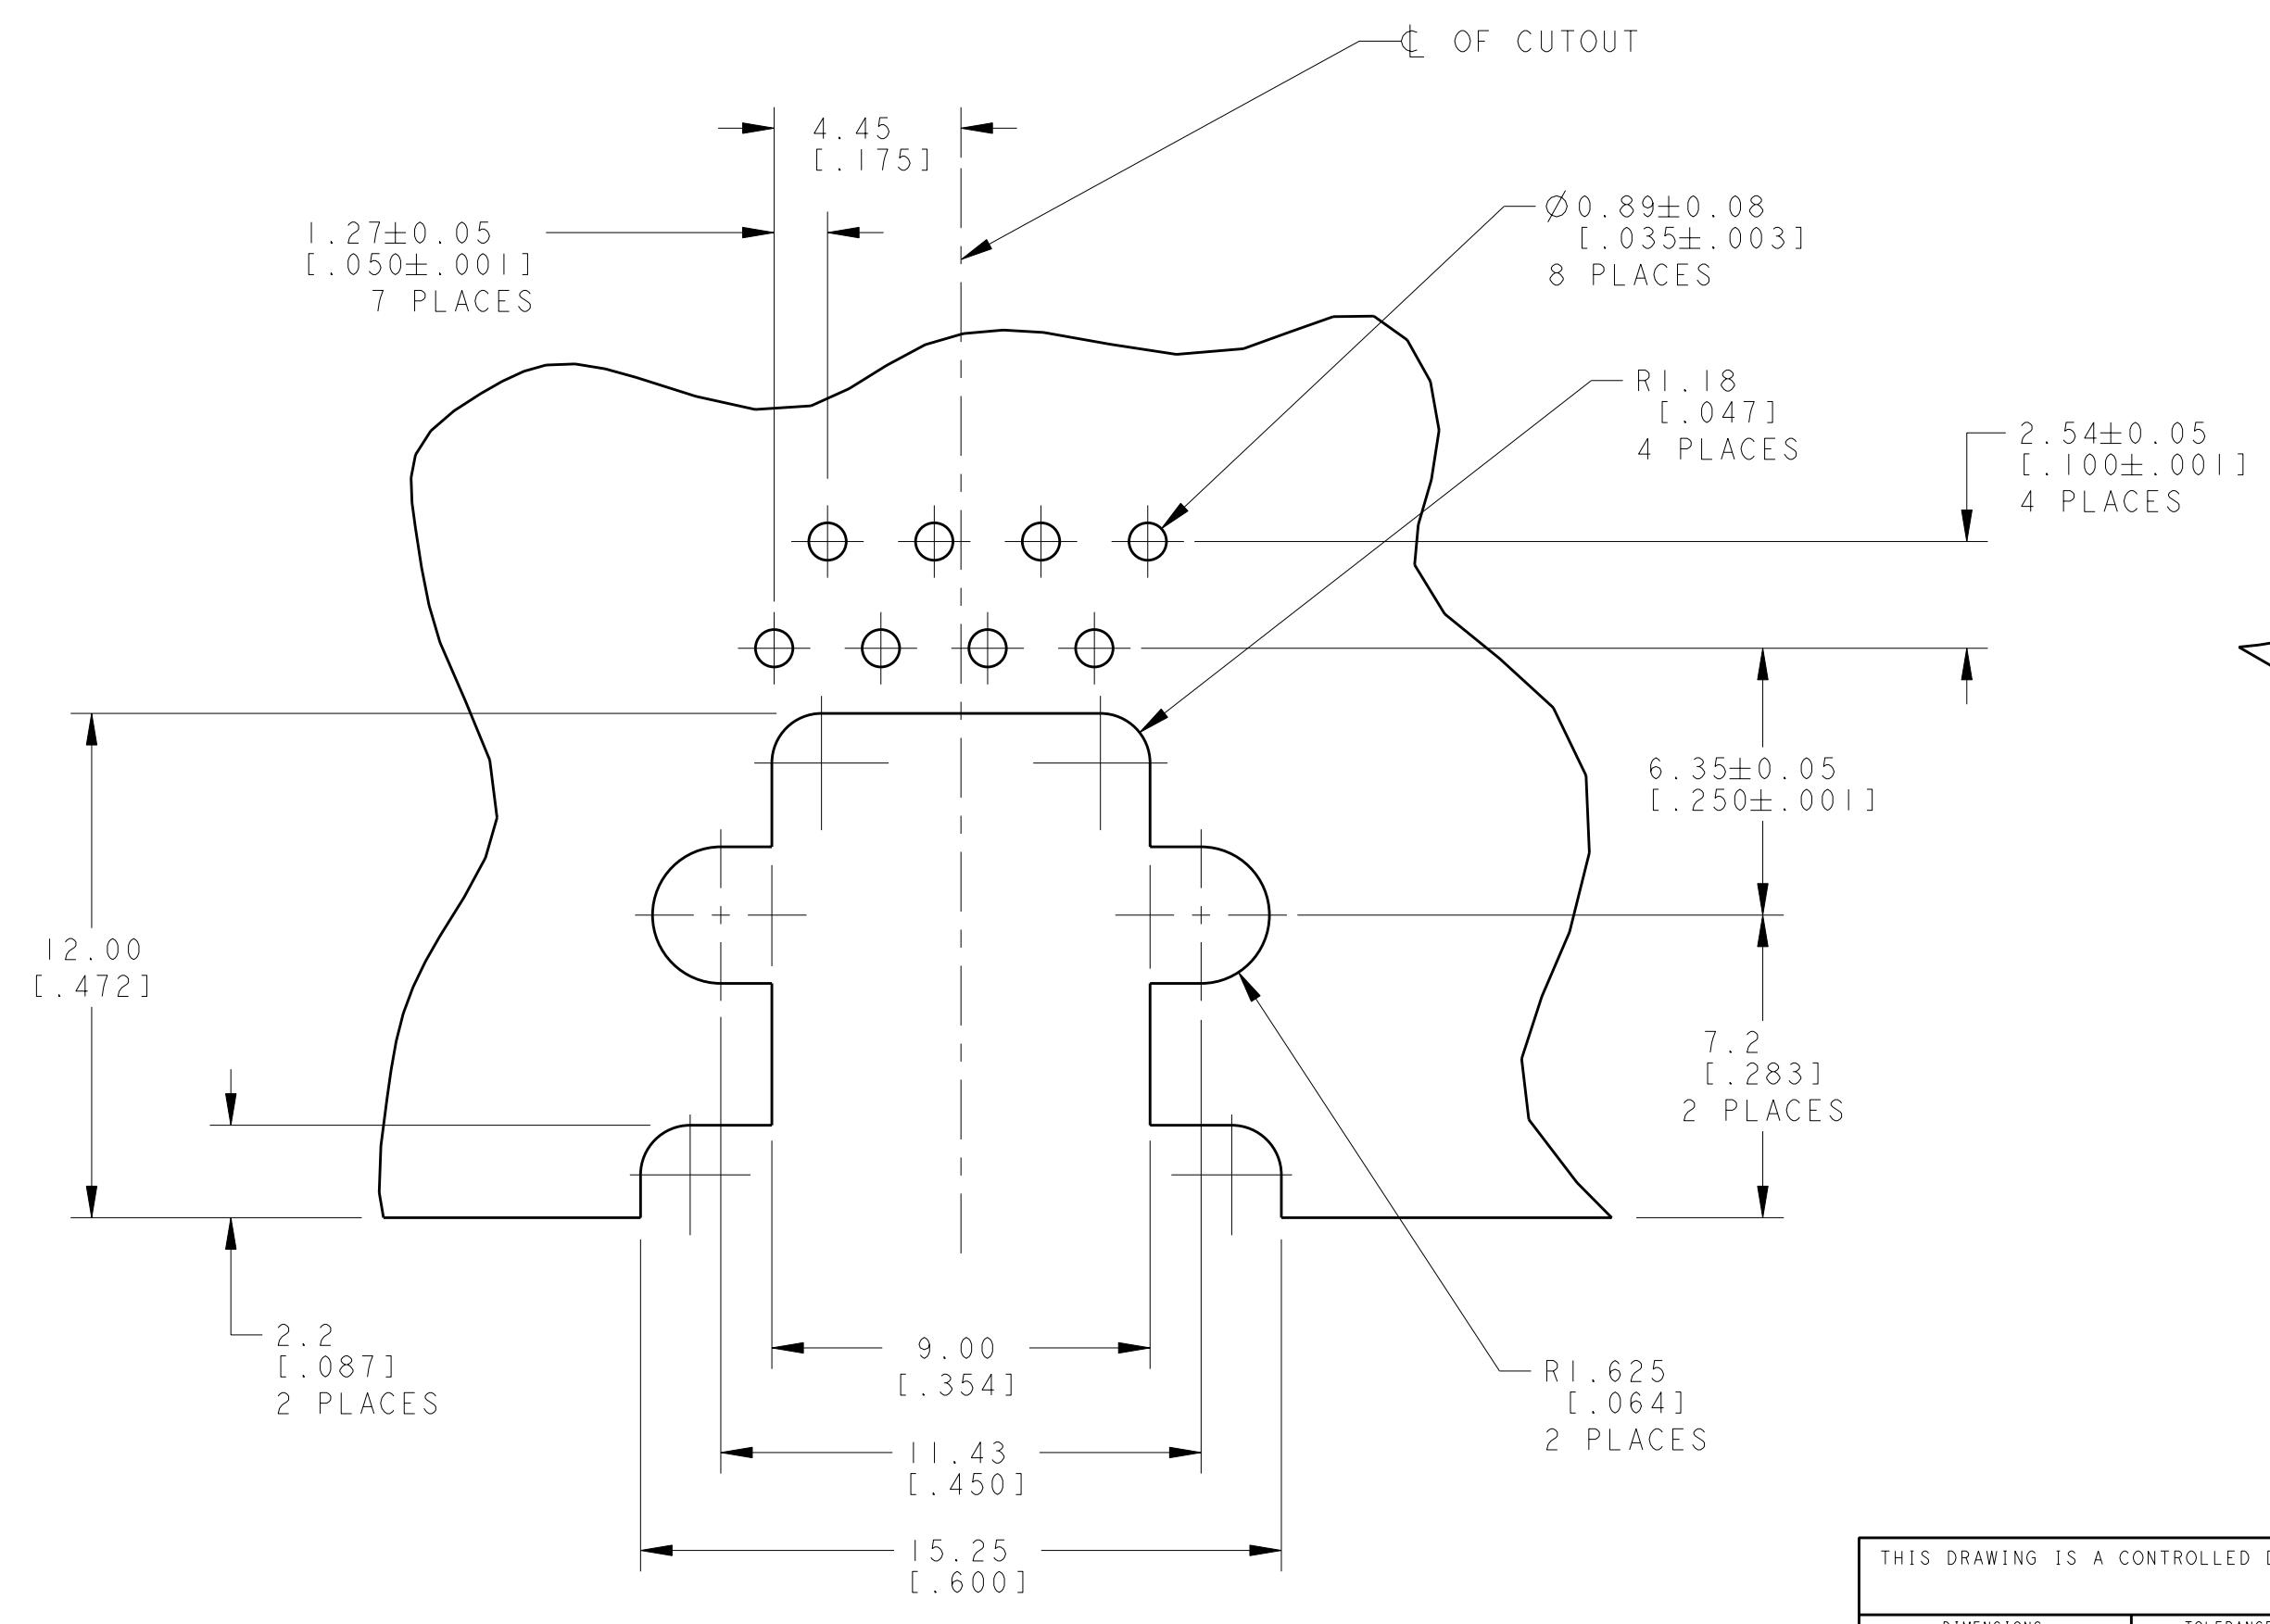 ℄ OF CUTOUT
4.45
[.175]
1.27±0.05
[.050±.001]
7 PLACES
Ø0.89±0.08
[.035±.003]
8 PLACES
R1.18
[.047]
4 PLACES
2.54±0.05
[.100±.001]
4 PLACES
6.35±0.05
[.250±.001]
12.00
[.472]
7.2
[.283]
2 PLACES
2.2
[.087]
2 PLACES
9.00
[.354]
R1.625
[.064]
2 PLACES
11.43
[.450]
15.25
[.600]
THIS DRAWING IS A CONTROLLED